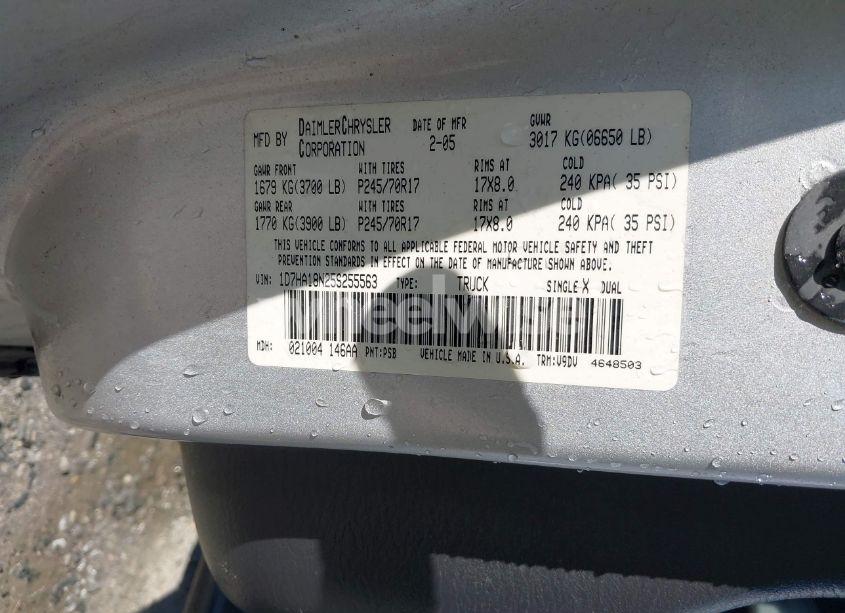 MFD BY DAIMLERCHRYSLER CORPORATION DATE OF MFR 2-05 GVWR 3017 KG(06650 LB)
GAWR FRONT WITH TIRES RIMS AT COLD
1679 KG(3700 LB) P245/70R17 17X8.0 240 KPA( 35 PSI)
GAWR REAR WITH TIRES RIMS AT COLD
1770 KG(3900 LB) P245/70R17 17X8.0 240 KPA( 35 PSI)
THIS VEHICLE CONFORMS TO ALL APPLICABLE FEDERAL MOTOR VEHICLE SAFETY AND THEFT
PREVENTION STANDARDS IN EFFECT ON THE DATE OF MANUFACTURE SHOWN ABOVE.
VIN: 1D7HA18N25S255563 TYPE: TRUCK SINGLE X DUAL
wheelwise
MDH: 021004 146AA PNT:PSB VEHICLE MADE IN U.S.A. TRM:V9DV 4648503